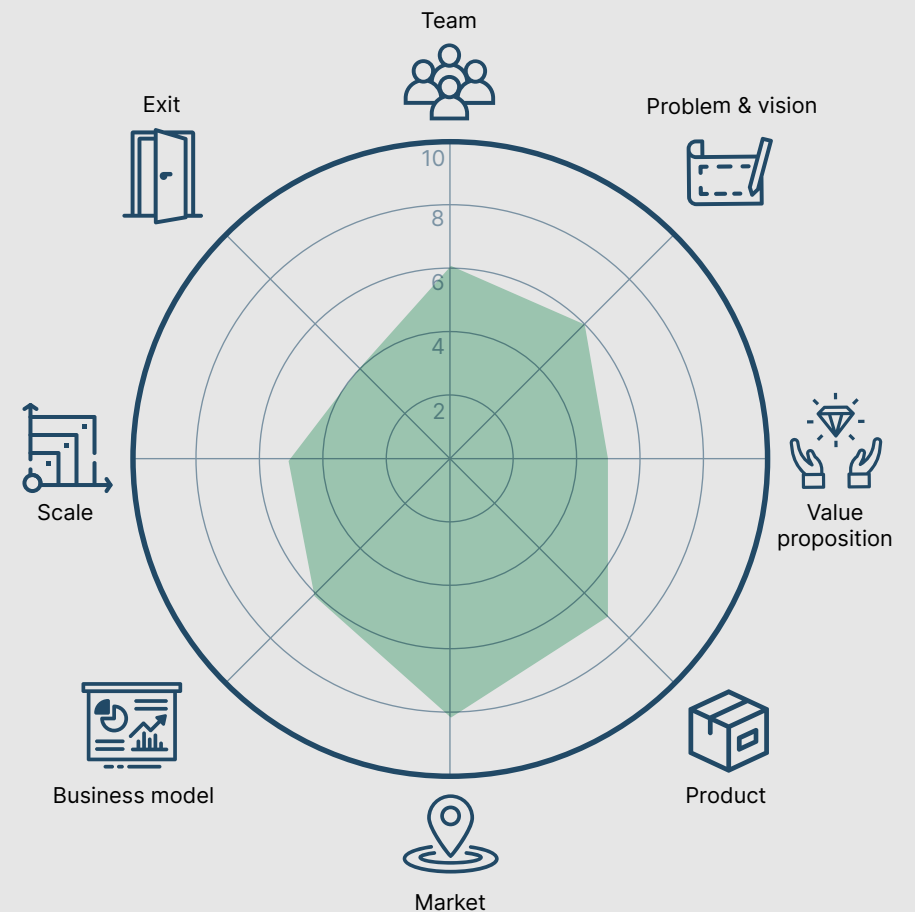 Team
Exit
Problem & vision
10
8
6
4
2
Scale
Value
proposition
Business model
Product
Market